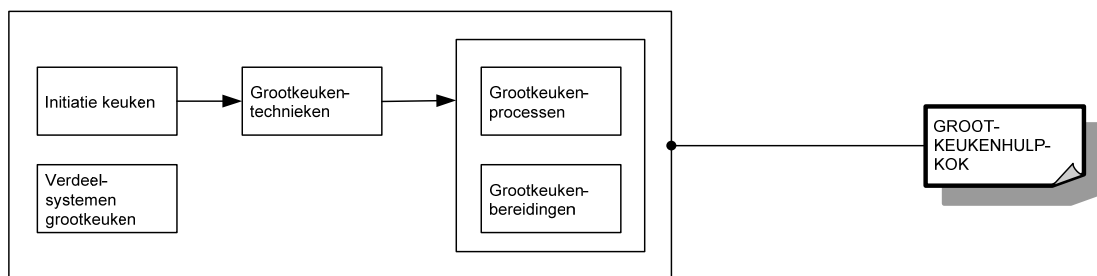 Initiatie keuken
Grootkeuken-
technieken
Grootkeuken-
processen
Verdeel-
systemen
grootkeuken
Grootkeuken-
bereidingen
GROOT-
KEUKENHULP-
KOK